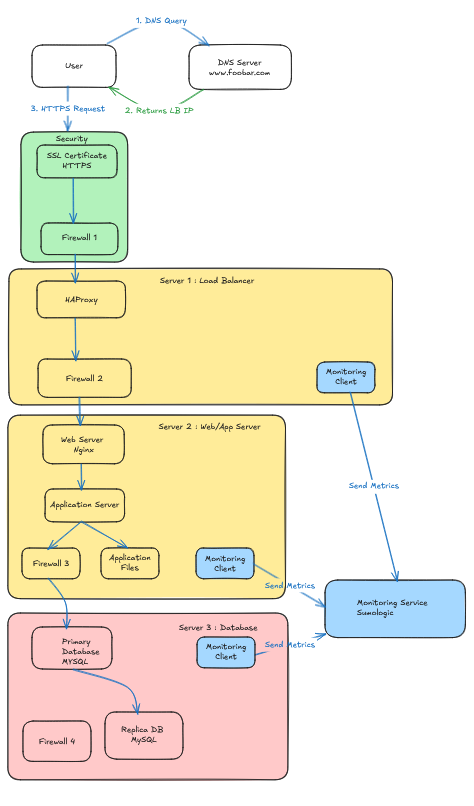 1. DNS Query
User
DNS Server
www.foobar.com
3. HTTPS Request
2. Returns LB IP
Security
SSL Certificate
HTTPS
Firewall 1
Server 1 : Load Balancer
HAProxy
Firewall 2
Monitoring
Client
Server 2 : Web/App Server
Web Server
Nginx
Send Metrics
Application Server
Firewall 3
Application
Files
Monitoring
Client
Send Metrics
Monitoring Service
Sunologic
Server 3 : Database
Primary
Database
MYSQL
Monitoring
Client
Send Metrics
Replica DB
MySQL
Firewall 4